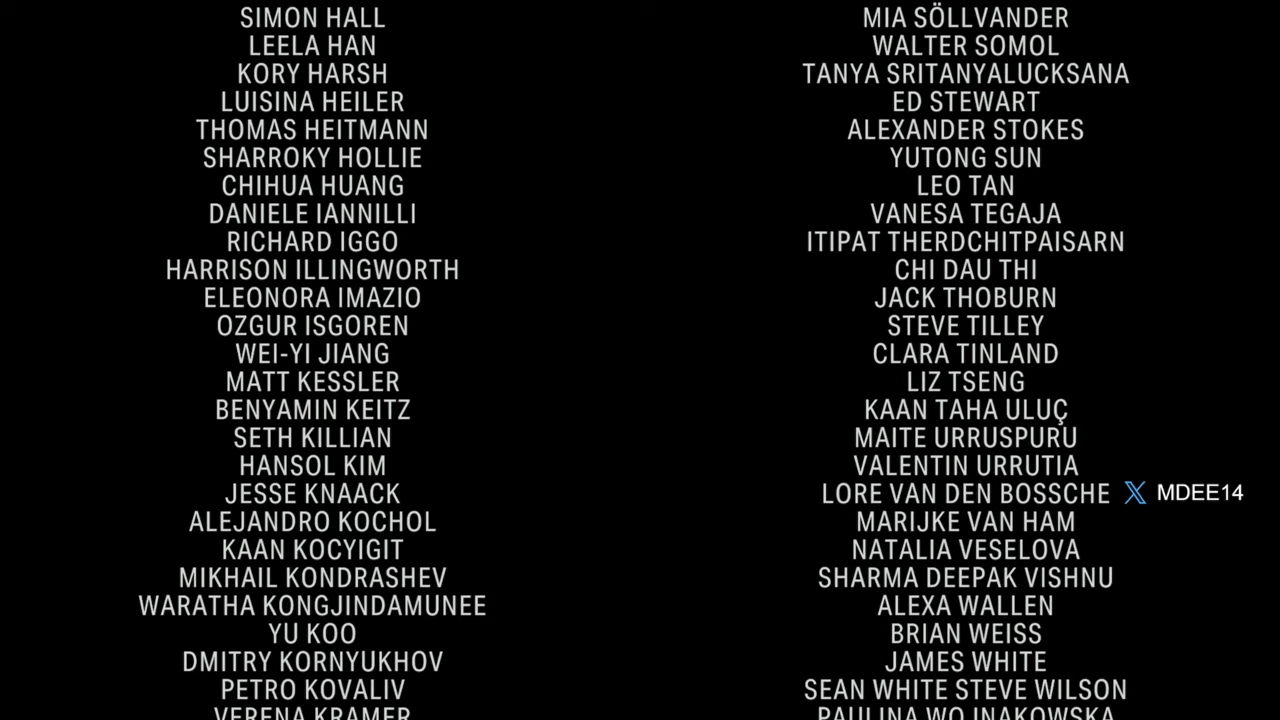 SIMON HALL
LEELA HAN
KORY HARSH
LUISINA HEILER
THOMAS HEITMANN
SHARROKY HOLLIE
CHIHUA HUANG
DANIELE IANNILLI
RICHARD IGGO
HARRISON ILLINGWORTH
ELEONORA IMAZIO
OZGUR ISGOREN
WEI-YI JIANG
MATT KESSLER
BENYAMIN KEITZ
SETH KILLIAN
HANSOL KIM
JESSE KNAACK
ALEJANDRO KOCHOL
KAAN KOCYIGIT
MIKHAIL KONDRASHEV
WARATHA KONGJINDAMUNEE
YU KOO
DMITRY KORNYUKHOV
PETRO KOVALIV
VERENA KRAMER
MIA SÖLLVANDER
WALTER SOMOL
TANYA SRITANYALUCKSANA
ED STEWART
ALEXANDER STOKES
YUTONG SUN
LEO TAN
VANESA TEGAJA
ITIPAT THERDCHITPAISARN
CHI DAU THI
JACK THOBURN
STEVE TILLEY
CLARA TINLAND
LIZ TSENG
KAAN TAHA ULUÇ
MAITE URRUSPURU
VALENTIN URRUTIA
LORE VAN DEN BOSSCHE
MARIJKE VAN HAM
NATALIA VESELOVA
SHARMA DEEPAK VISHNU
ALEXA WALLEN
BRIAN WEISS
JAMES WHITE
SEAN WHITE STEVE WILSON
PAULINA WOJNAKOWSKA
X MDEE14